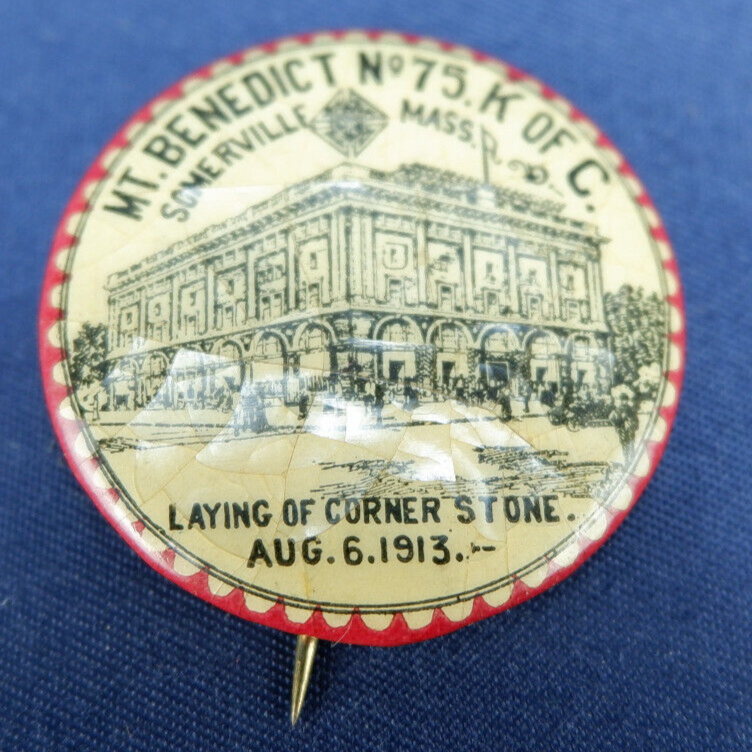 MT. BENEDICT Nº 75. K OF C.
SOMERVILLE MASS.
LAYING OF CORNER STONE.
AUG. 6. 1913.--